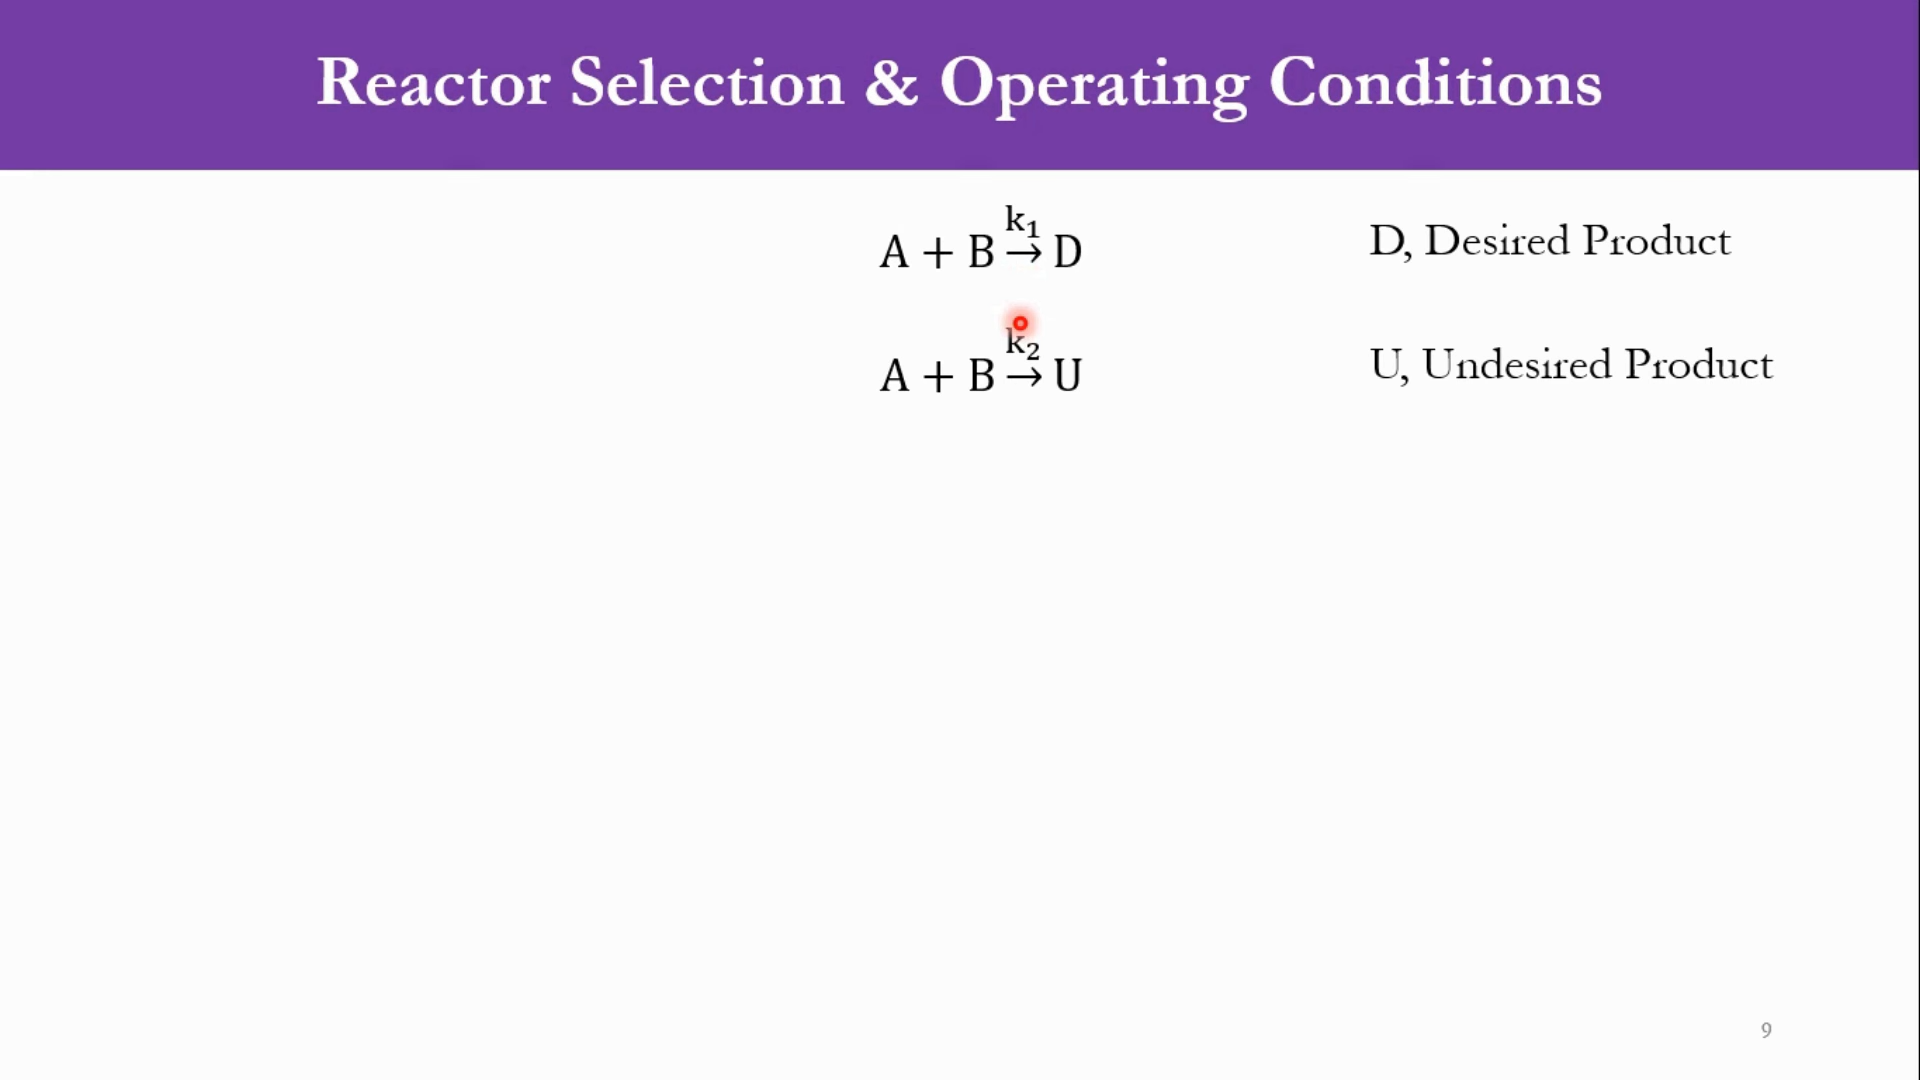 Reactor Selection & Operating Conditions
A + B →k₁ D D, Desired Product
A + B →k₂ U U, Undesired Product
9